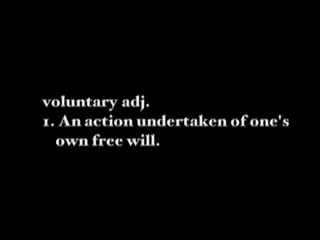 voluntary adj.
1. An action undertaken of one's
own free will.